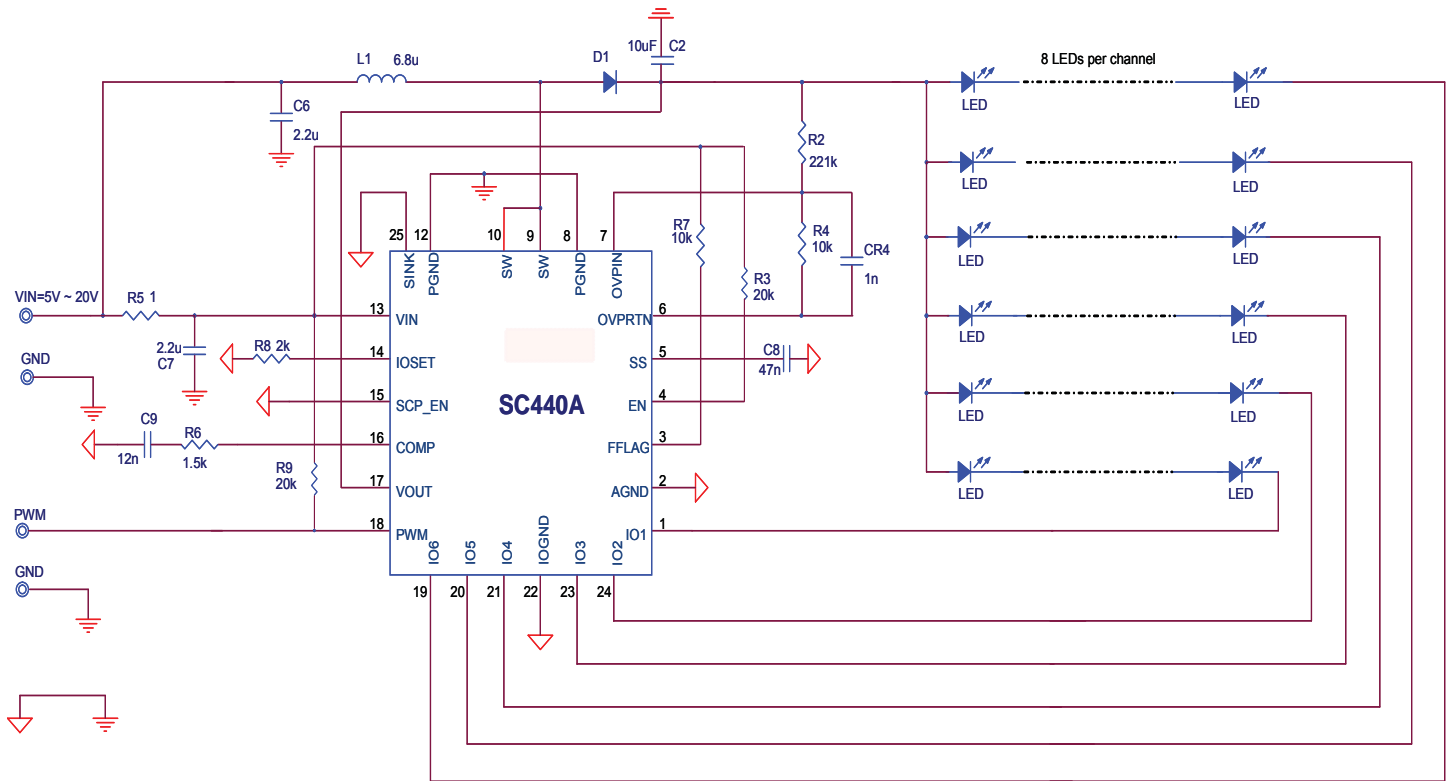 10uF C2
L1 6.8u
D1
8 LEDs per channel
LED LED
C6
2.2u
R2
221k
LED LED
R7
10k
R4
10k
CR4
1n
R3
20k
LED LED
25 12 10 9 8 7
SINK PGND SW SW PGND OVPIN
VIN=5V ~ 20V
R5 1
13 VIN
OVPRTN 6
LED LED
2.2u
C7
GND
R8 2k
14 IOSET
SS 5
C8
47n
15 SCP_EN
SC440A
EN 4
LED LED
C9
12n
R6
1.5k
16 COMP
FFLAG 3
R9
20k
17 VOUT
AGND 2
LED LED
PWM
18 PWM
IO1 1
IO6 IO5 IO4 IOGND IO3 IO2
19 20 21 22 23 24
GND